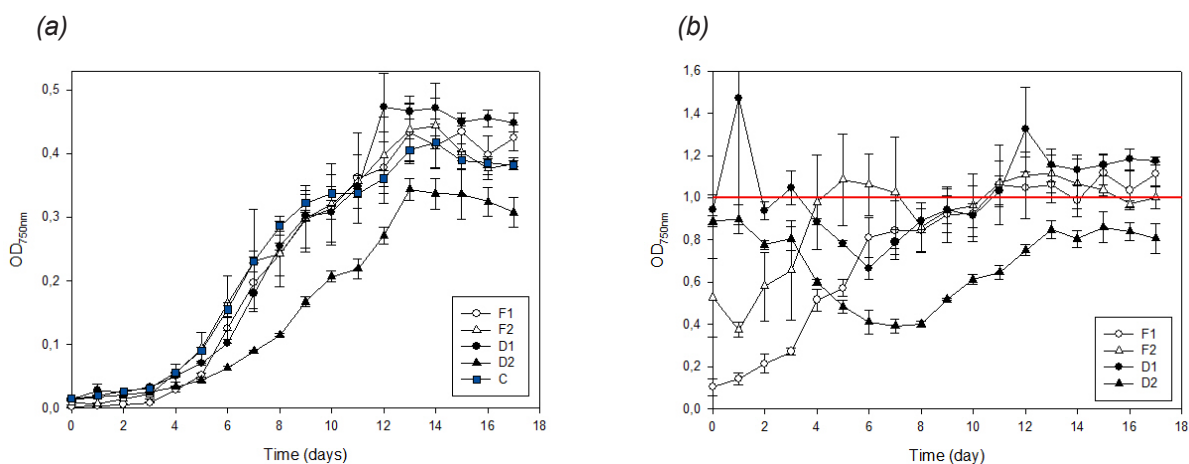 (a)
OD750nm
0,5
0,4
0,3
0,2
0,1
0,0
0 2 4 6 8 10 12 14 16 18
Time (days)
F1
F2
D1
D2
C
(b)
OD750nm
1,6
1,4
1,2
1,0
0,8
0,6
0,4
0,2
0,0
0 2 4 6 8 10 12 14 16 18
Time (day)
F1
F2
D1
D2